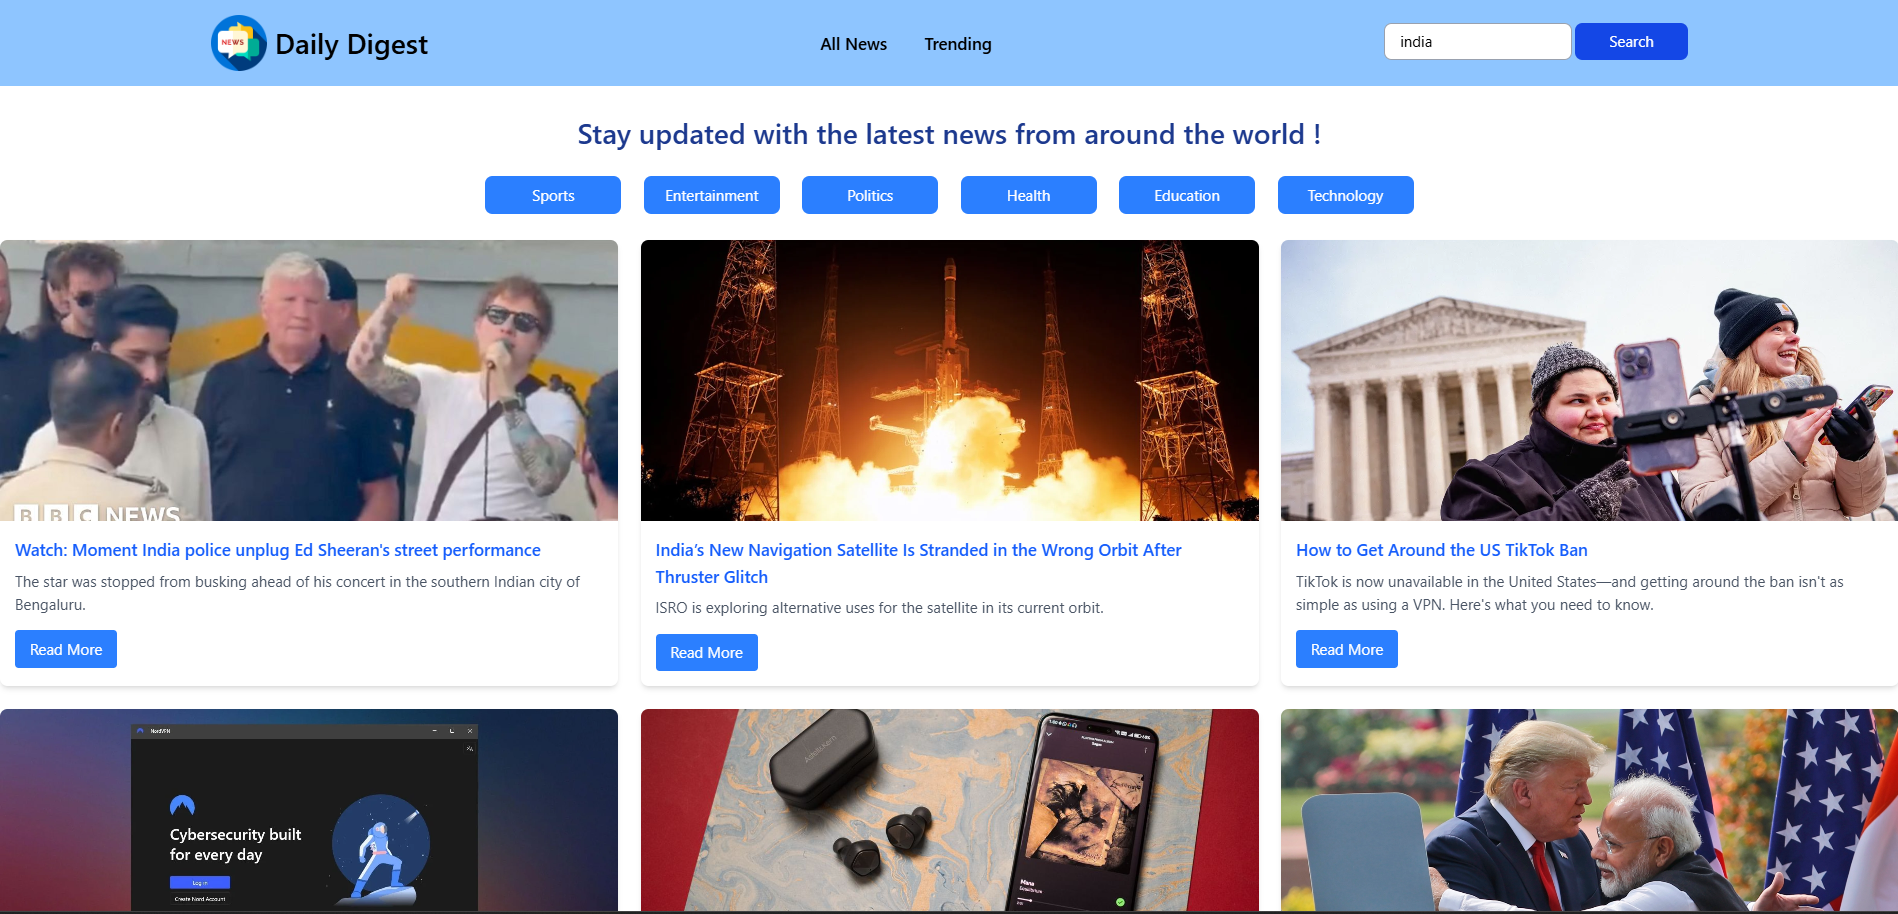 NEWS
Daily Digest
All News
Trending
india
Search
Stay updated with the latest news from around the world !
Sports
Entertainment
Politics
Health
Education
Technology
BBC NEWS
Watch: Moment India police unplug Ed Sheeran's street performance
The star was stopped from busking ahead of his concert in the southern Indian city of
Bengaluru.
Read More
India’s New Navigation Satellite Is Stranded in the Wrong Orbit After
Thruster Glitch
ISRO is exploring alternative uses for the satellite in its current orbit.
Read More
How to Get Around the US TikTok Ban
TikTok is now unavailable in the United States—and getting around the ban isn't as
simple as using a VPN. Here's what you need to know.
Read More
NordVPN
Cybersecurity built
for every day
Log in
Create Nord Account